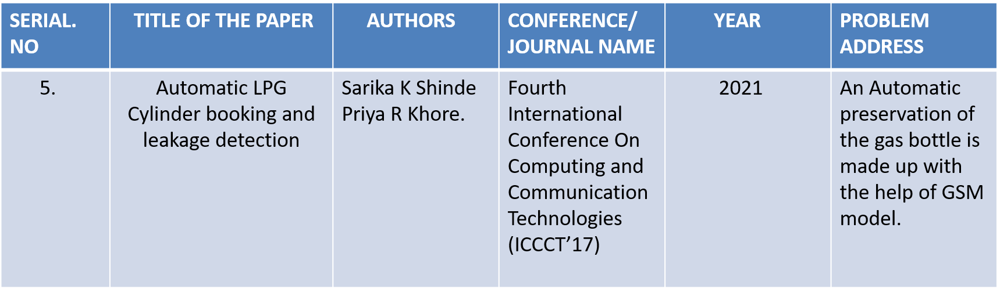 SERIAL.
NO
TITLE OF THE PAPER
AUTHORS
CONFERENCE/
JOURNAL NAME
YEAR
PROBLEM
ADDRESS
5.
Automatic LPG
Cylinder booking and
leakage detection
Sarika K Shinde
Priya R Khore.
Fourth
International
Conference On
Computing and
Communication
Technologies
(ICCCT’17)
2021
An Automatic
preservation of
the gas bottle is
made up with
the help of GSM
model.